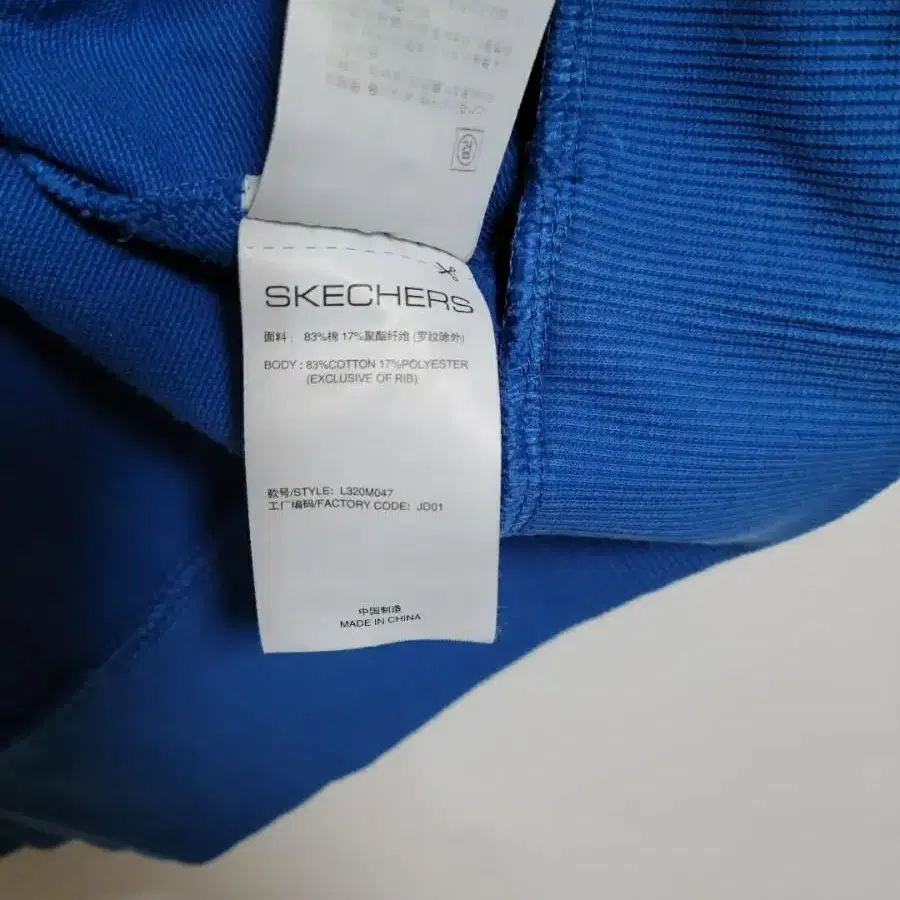 SKECHERS
面料: 83%棉 17%聚酯纤维 (罗纹除外)
BODY : 83%COTTON 17%POLYESTER
(EXCLUSIVE OF RIB)
款号/STYLE: L320M047
工厂编码/FACTORY CODE: JD01
中国制造
MADE IN CHINA